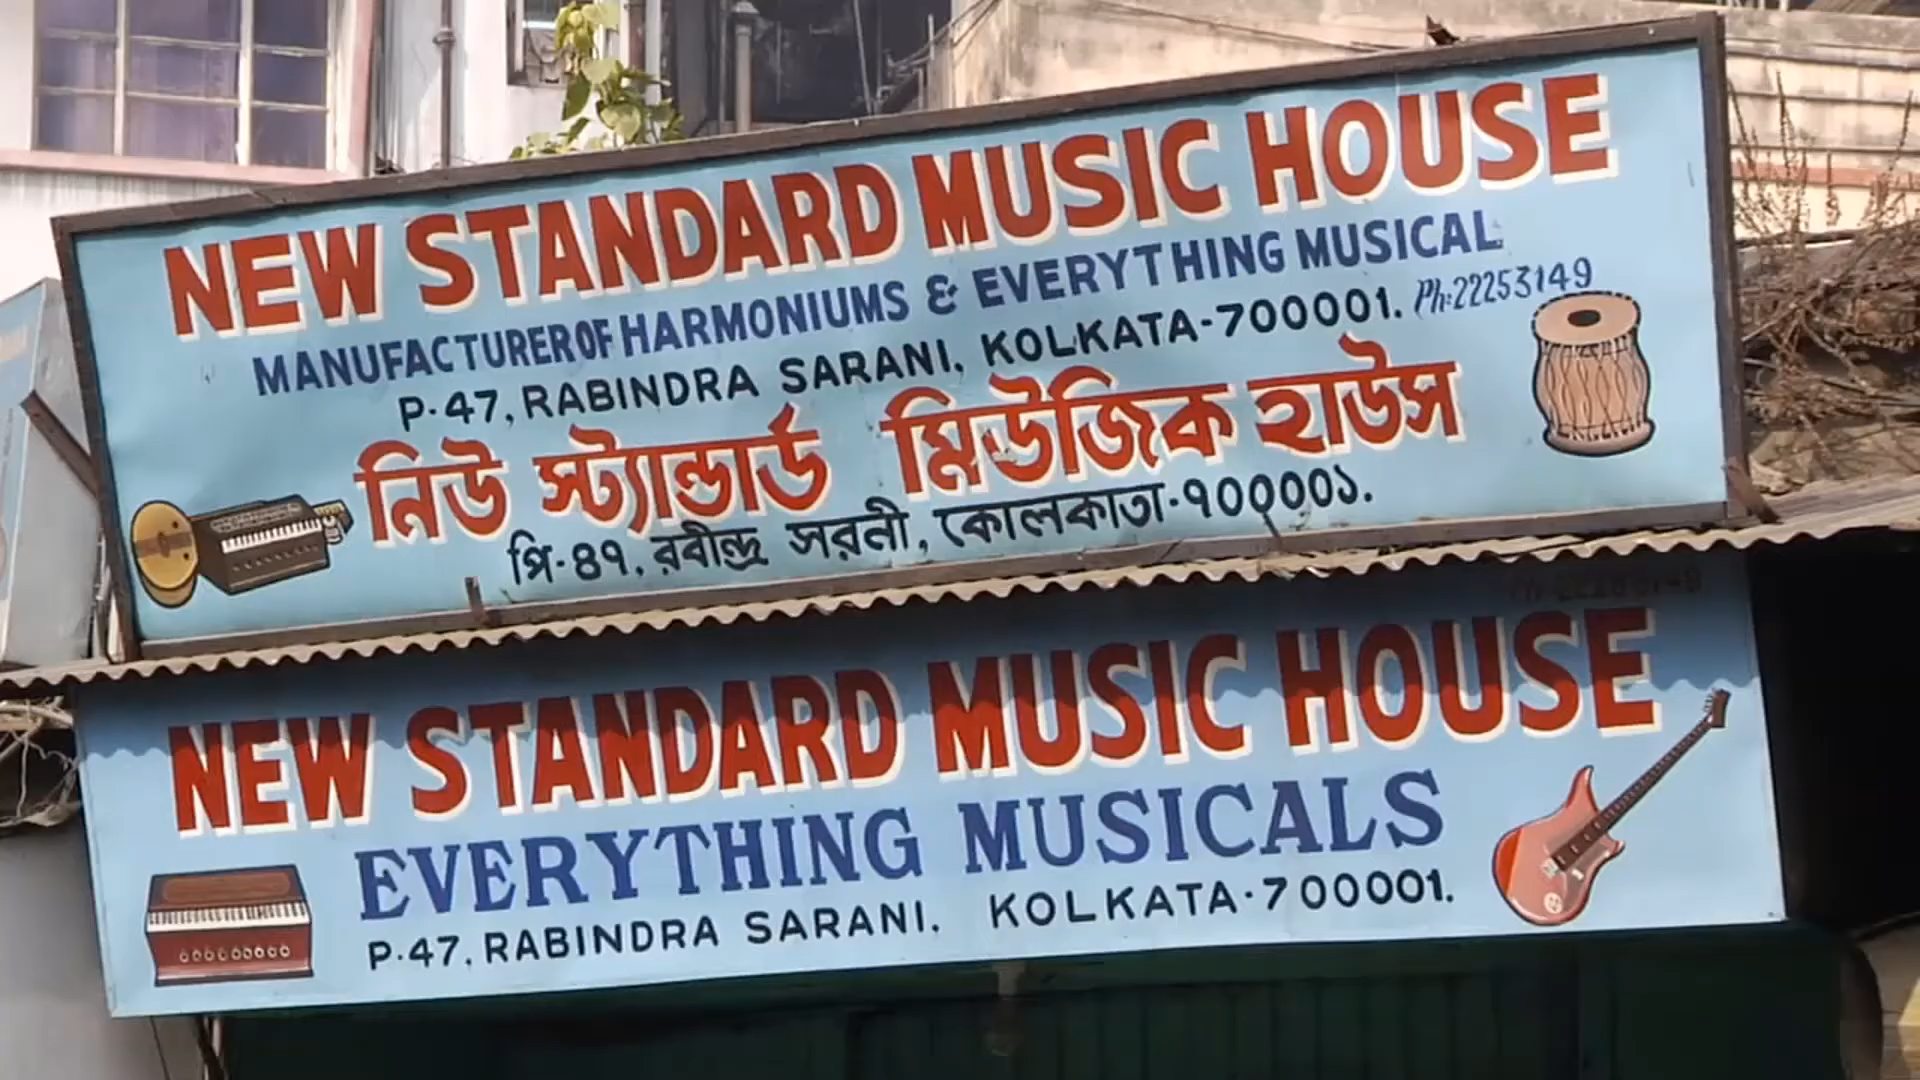 NEW STANDARD MUSIC HOUSE
MANUFACTURER OF HARMONIUMS & EVERYTHING MUSICAL
P-47, RABINDRA SARANI, KOLKATA-700001. Ph:22253149
নিউ স্ট্যান্ডার্ড মিউজিক হাউস
পি-৪৭, রবীন্দ্র সরনী, কোলকাতা-৭০০০০১.
NEW STANDARD MUSIC HOUSE
EVERYTHING MUSICALS
P-47, RABINDRA SARANI, KOLKATA-700001.